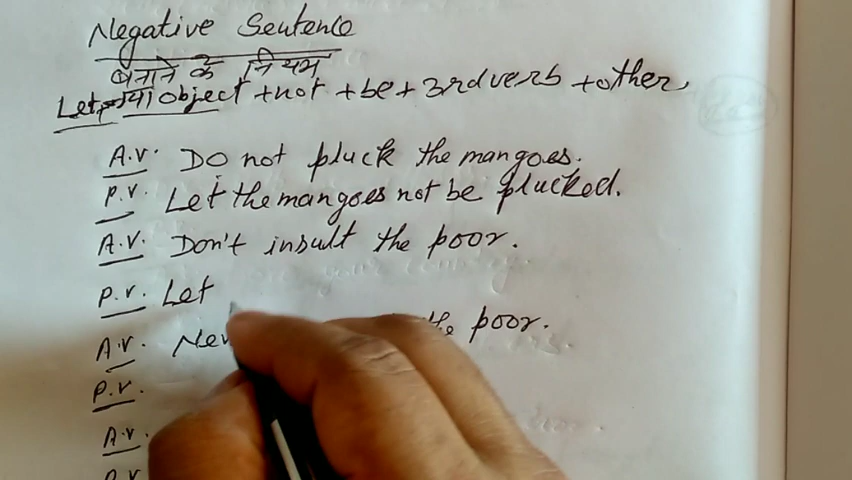 Negative Sentence
बनाने के नियम
Let + object + not + be + 3rd verb + other,
A.V. Do not pluck the mangoes.
P.V. Let the mangoes not be plucked.
A.V. Don't insult the poor.
P.V. Let
A.V. the poor.
P.V.
A.V.
P.V.